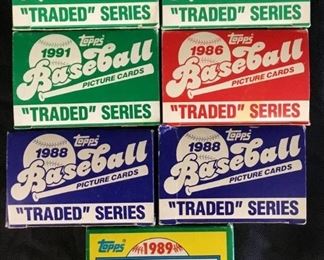 "TRADED" SERIES
"TRADED" SERIES
Topps
1991
Baseball
PICTURE CARDS
"TRADED" SERIES
Topps
1986
Baseball
PICTURE CARDS
"TRADED" SERIES
Topps
1988
Baseball
PICTURE CARDS
"TRADED" SERIES
Topps
1988
Baseball
PICTURE CARDS
"TRADED" SERIES
Topps
1989